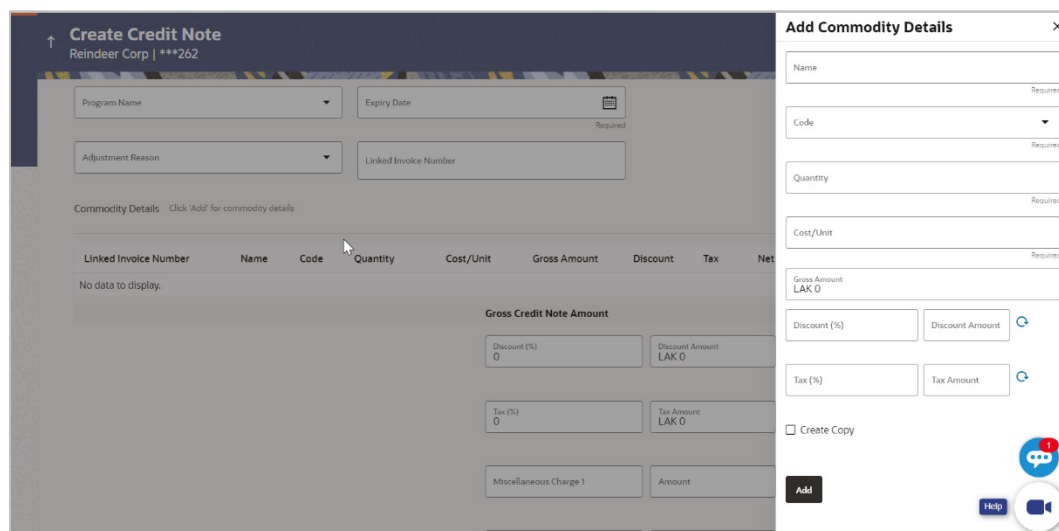 Create Credit Note
Reindeer Corp | ***262
Program Name
Expiry Date
Required
Adjustment Reason
Linked Invoice Number
Commodity Details Click 'Add' for commodity details
Linked Invoice Number Name Code Quantity Cost/Unit Gross Amount Discount Tax Net
No data to display.
Gross Credit Note Amount
Discount (%)
0
Discount Amount
LAK 0
Tax (%)
0
Tax Amount
LAK 0
Miscellaneous Charge 1
Amount
Add Commodity Details
Name
Required
Code
Required
Quantity
Required
Cost/Unit
Required
Gross Amount
LAK 0
Discount (%)
Discount Amount
Tax (%)
Tax Amount
Create Copy
1
Add
Help